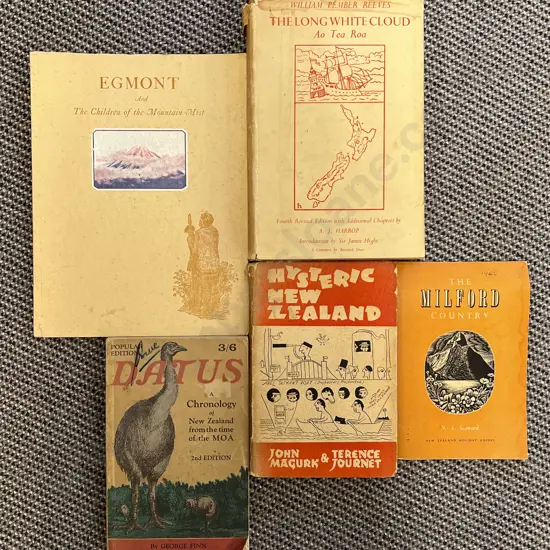 EGMONT
And
The Children of the Mountain Mist
WILLIAM PEMBER REEVES
THE LONG WHITE CLOUD
Ao Tea Roa
Fourth Revised Edition with Additional Chapters by
A. J. HARROP
Introduction by Sir James Hight
POPULAR
EDITION
3/6
DATUS
A
Chronology
of
New Zealand
from the time
of the MOA
2nd EDITION
By GEORGE FINN
HYSTERIC
NEW
ZEALAND
JOHN
MAGURK
&
TERENCE
JOURNET
THE
MILFORD
COUNTRY
NEW ZEALAND HOLIDAY GUIDES